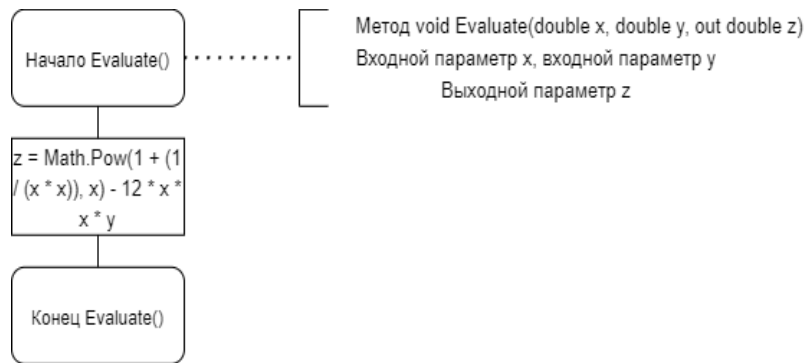 Начало Evaluate()
Метод void Evaluate(double x, double y, out double z)
Входной параметр x, входной параметр y
Выходной параметр z
z = Math.Pow(1 + (1
/ (x * x)), x) - 12 * x *
x * y
Конец Evaluate()